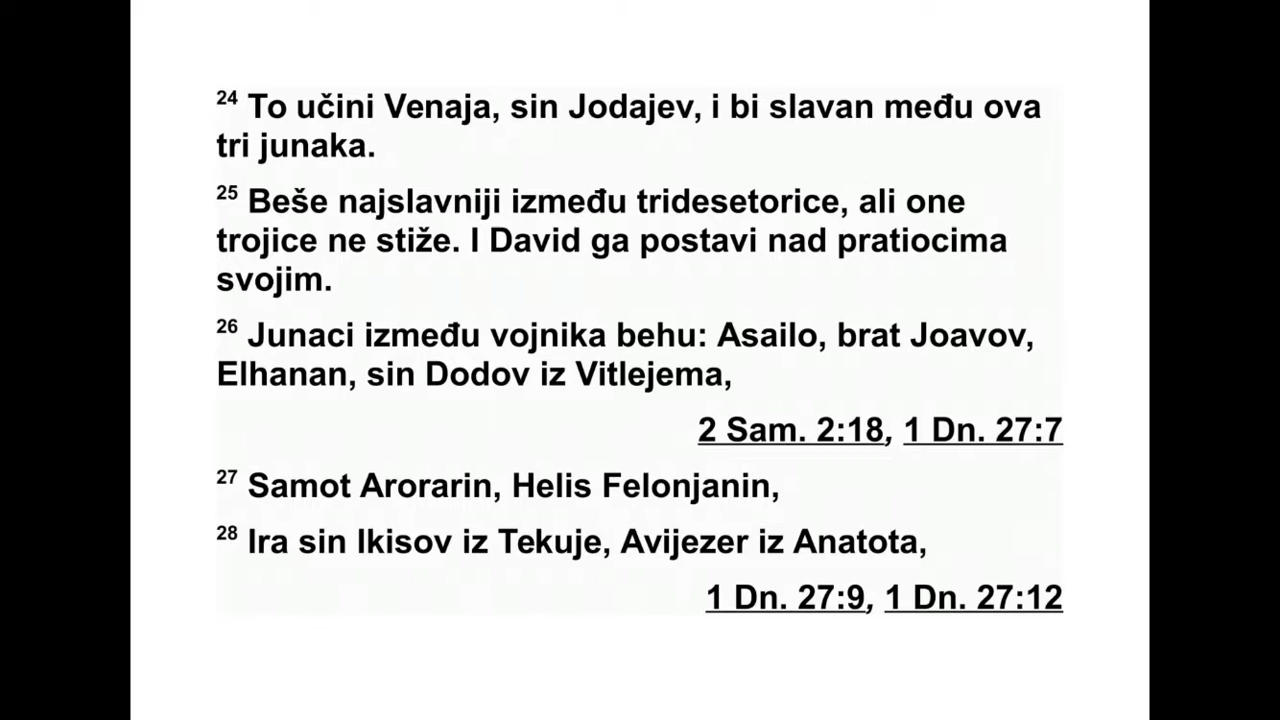 24 To učini Venaja, sin Jodajev, i bi slavan među ova
tri junaka.
25 Beše najslavniji između tridesetorice, ali one
trojice ne stiže. I David ga postavi nad pratiocima
svojim.
26 Junaci između vojnika behu: Asailo, brat Joavov,
Elhanan, sin Dodov iz Vitlejema,
2 Sam. 2:18, 1 Dn. 27:7
27 Samot Arorarin, Helis Felonjanin,
28 Ira sin Ikisov iz Tekuje, Avijezer iz Anatota,
1 Dn. 27:9, 1 Dn. 27:12